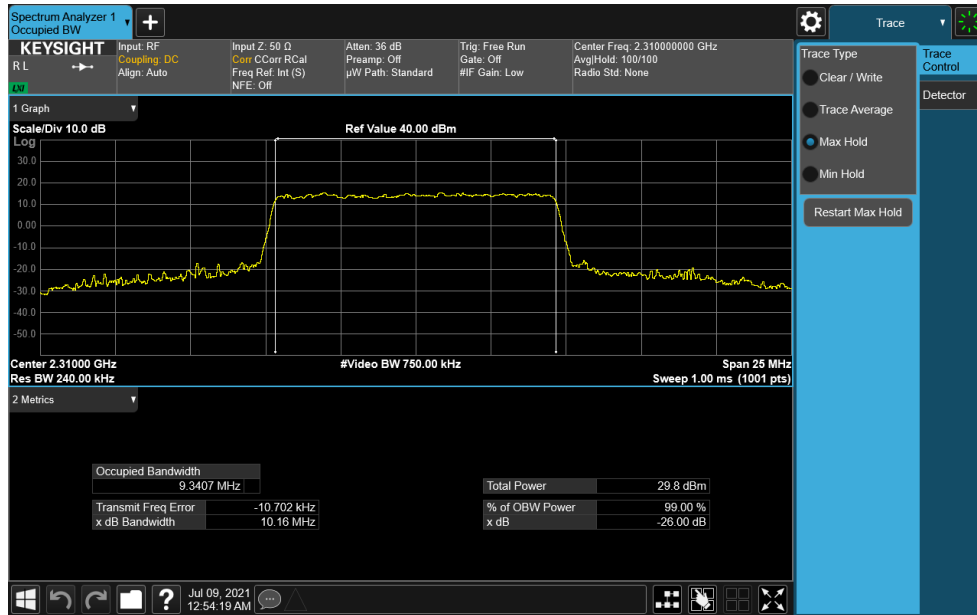 Spectrum Analyzer 1
Occupied BW
+
Trace
KEYSIGHT
R L
LXI
Input: RF
Coupling: DC
Align: Auto
Input Z: 50 Ω
Corr CCorr RCal
Freq Ref: Int (S)
NFE: Off
Atten: 36 dB
Preamp: Off
µW Path: Standard
Trig: Free Run
Gate: Off
#IF Gain: Low
Center Freq: 2.310000000 GHz
Avg|Hold: 100/100
Radio Std: None
Trace Type
Clear / Write
Trace Average
Max Hold
Min Hold
Restart Max Hold
Trace
Control
Detector
1 Graph
Scale/Div 10.0 dB
Ref Value 40.00 dBm
Log
30.0
20.0
10.0
0.00
-10.0
-20.0
-30.0
-40.0
-50.0
Center 2.31000 GHz
#Video BW 750.00 kHz
Span 25 MHz
Res BW 240.00 kHz
Sweep 1.00 ms (1001 pts)
2 Metrics
Occupied Bandwidth
9.3407 MHz
Total Power 29.8 dBm
Transmit Freq Error -10.702 kHz
% of OBW Power 99.00 %
x dB Bandwidth 10.16 MHz
x dB -26.00 dB
?
Jul 09, 2021
12:54:19 AM